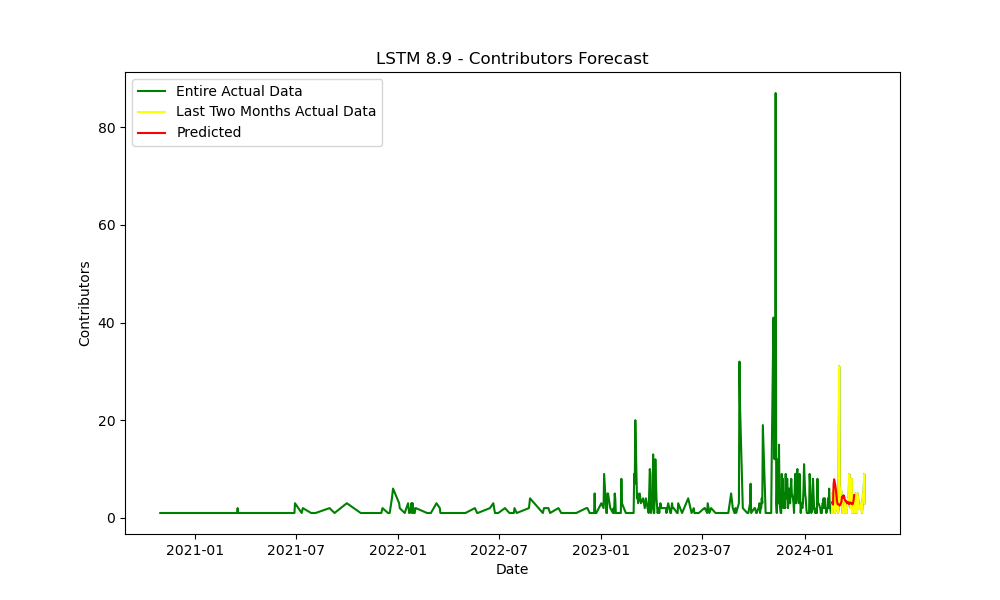 LSTM 8.9 - Contributors Forecast
Entire Actual Data
Last Two Months Actual Data
Predicted
Contributors
80
60
40
20
0
2021-01 2021-07 2022-01 2022-07 2023-01 2023-07 2024-01
Date